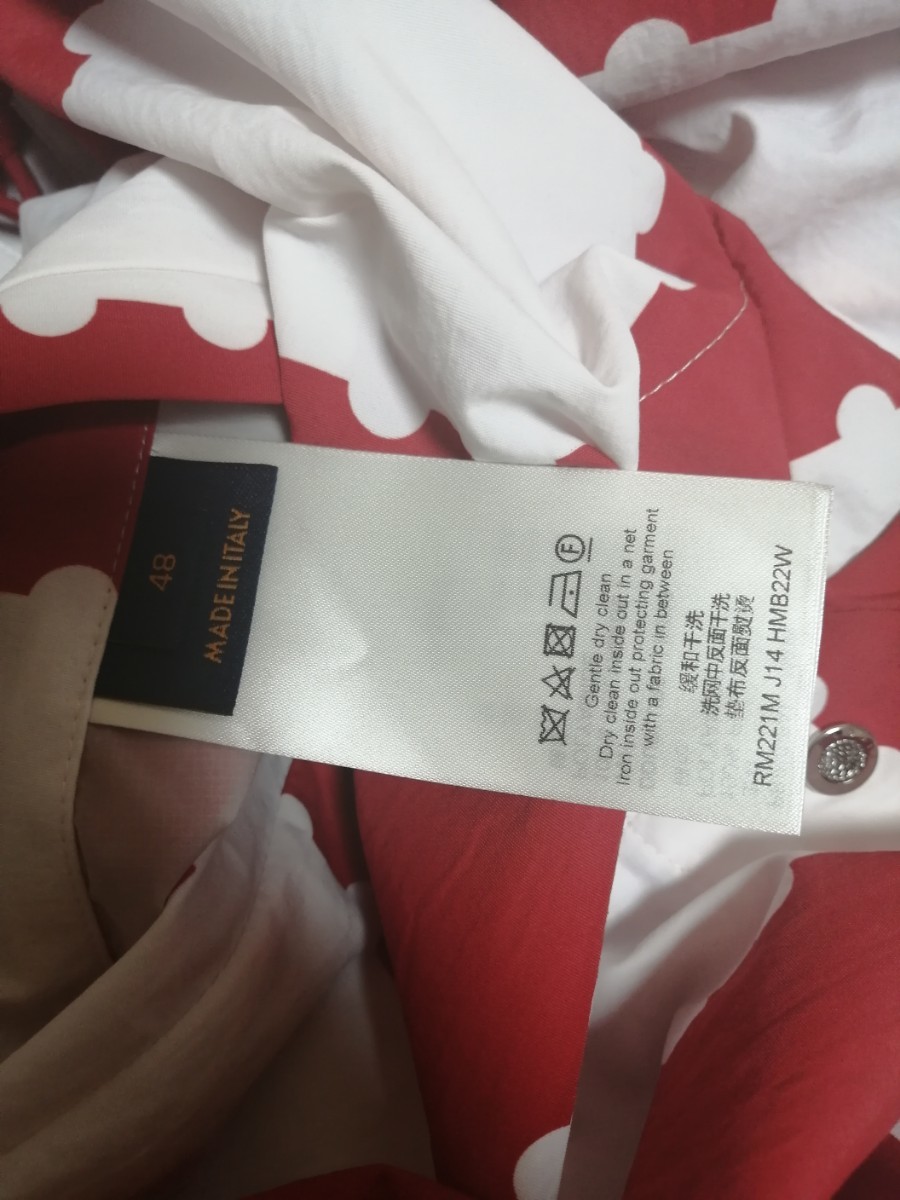 48
MADE IN ITALY
Gentle dry clean
Dry clean inside out in a net
Iron inside out protecting garment
with a fabric in between
缓和干洗
洗网中反面干洗
垫布反面熨烫
RM221M J14 HMB22W
F